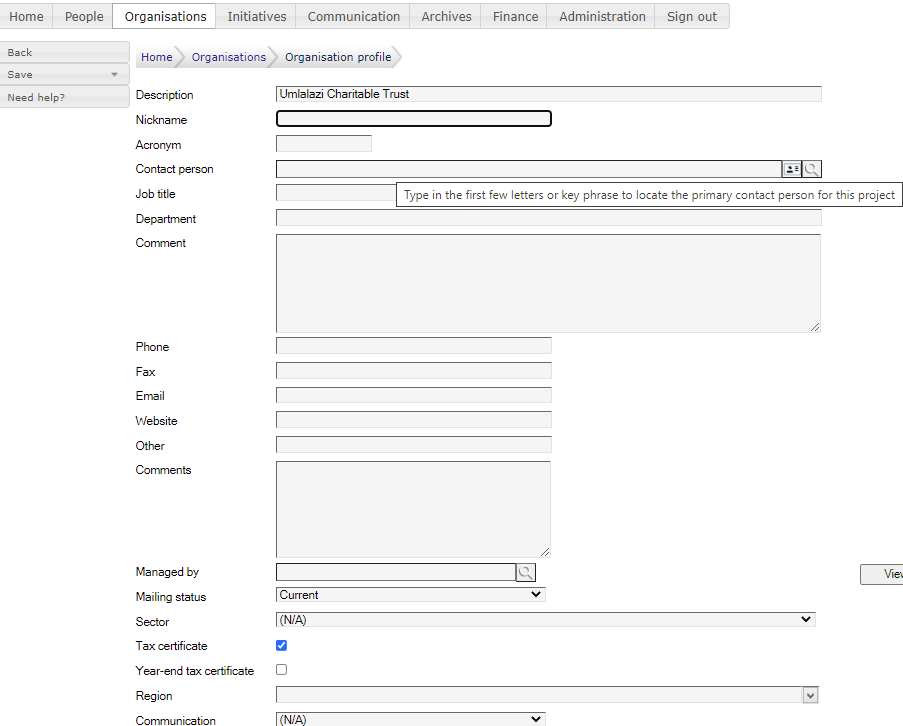 Home People Organisations Initiatives Communication Archives Finance Administration Sign out
Back
Save
Need help?
Home Organisations Organisation profile
Description Umlalazi Charitable Trust
Nickname
Acronym
Contact person
Job title
Type in the first few letters or key phrase to locate the primary contact person for this project
Department
Comment
Phone
Fax
Email
Website
Other
Comments
Managed by
View
Mailing status Current
Sector (N/A)
Tax certificate
Year-end tax certificate
Region
Communication (N/A)